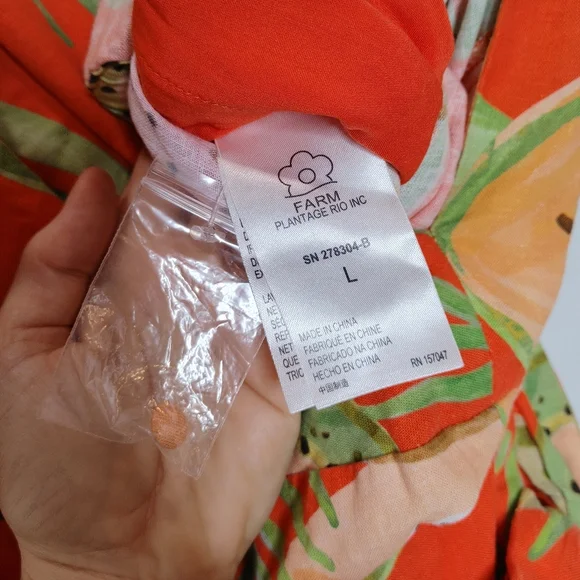 FARM
PLANTAGE RIO INC
SN 278304-B
L
MADE IN CHINA
FABRIQUE EN CHINE
FABRICADO NA CHINA
HECHO EN CHINA
中国制造
RN 157047